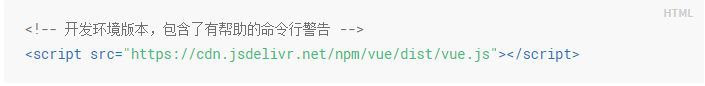 HTML
<!-- 开发环境版本，包含了有帮助的命令行警告 -->
<script src="https://cdn.jsdelivr.net/npm/vue/dist/vue.js"></script>